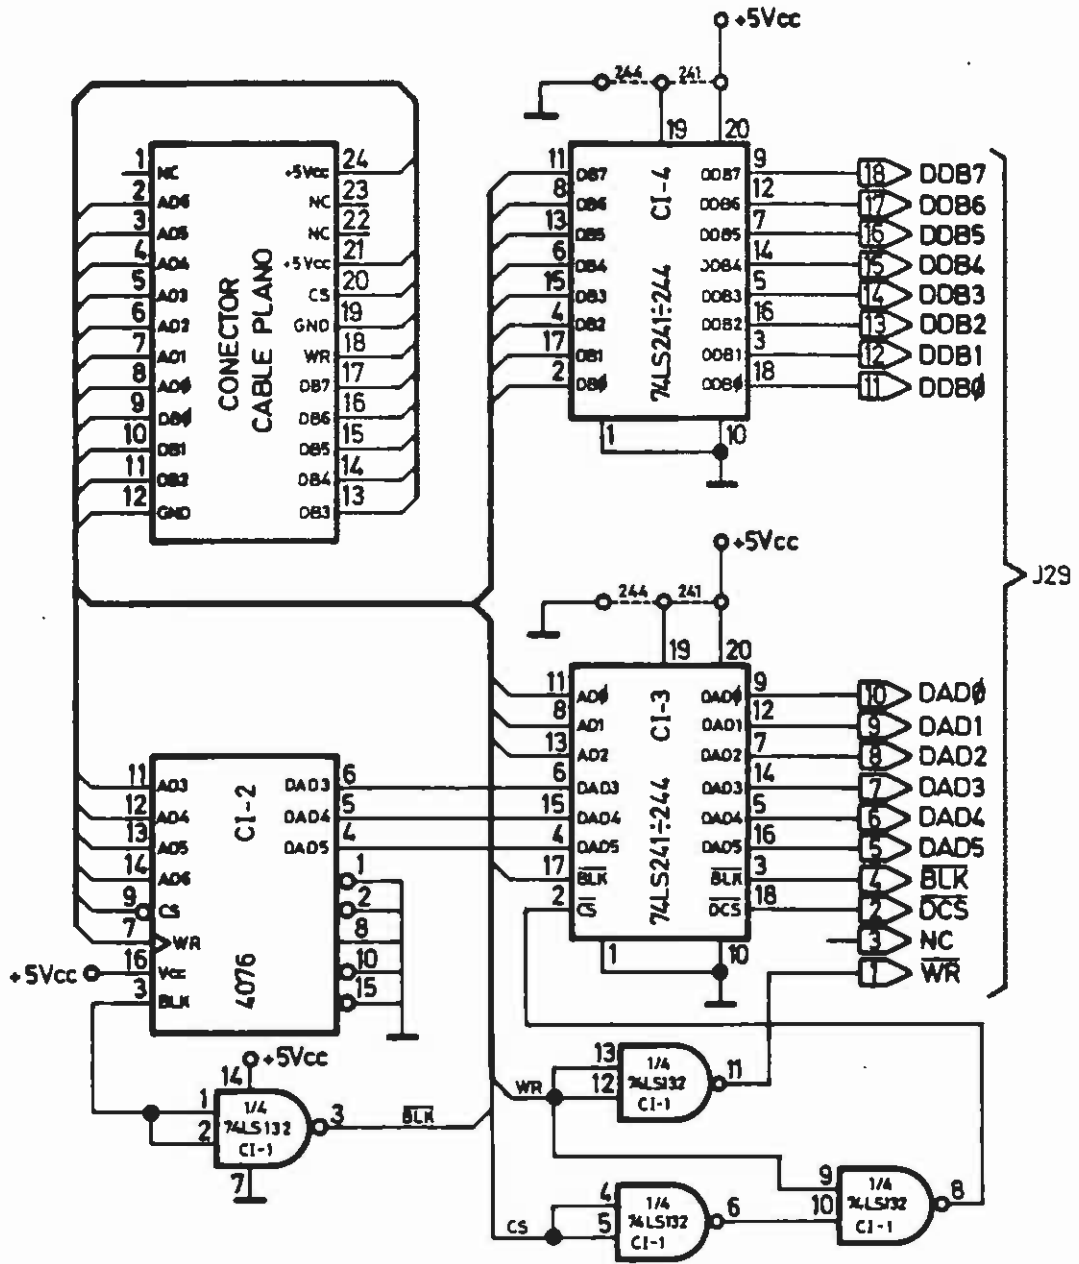 +5Vcc
244 241
19 20
1 NC
2 AD6
3 AD5
4 AD4
5 AD3
6 AD2
7 AD1
8 ADØ
9 DBØ
10 DB1
11 DB2
12 GND
CONECTOR
CABLE PLANO
+5Vcc 24
NC 23
NC 22
+5Vcc 21
CS 20
GND 19
WR 18
DB7 17
DB6 16
DB5 15
DB4 14
DB3 13
11 DB7
8 DB6
13 DB5
6 DB4
15 DB3
4 DB2
17 DB1
2 DBØ
CI-4
74LS241÷244
DDB7 9
DDB6 12
DDB5 7
DDB4 14
DDB3 5
DDB2 16
DDB1 3
DDBØ 18
1 10
18 DDB7
17 DDB6
16 DDB5
15 DDB4
14 DDB3
13 DDB2
12 DDB1
11 DDBØ
J29
+5Vcc
244 241
19 20
11 ADØ
8 AD1
13 AD2
6 DAD3
15 DAD4
4 DAD5
17 BLK
2 CS
CI-3
74LS241÷244
DADØ 9
DAD1 12
DAD2 7
DAD3 14
DAD4 5
DAD5 16
BLK 3
DCS 18
1 10
10 DADØ
9 DAD1
8 DAD2
7 DAD3
6 DAD4
5 DAD5
4 BLK
2 DCS
3 NC
1 WR
11 AD3
12 AD4
13 AD5
14 AD6
9 CS
7 WR
+5Vcc 16 Vcc
3 BLK
CI-2
4076
DAD3 6
DAD4 5
DAD5 4
1
2
8
10
15
+5Vcc
14
1
2
1/4
74LS132
CI-1
3
BLK
7
WR
13
12
1/4
74LS132
CI-1
11
CS
4
5
1/4
74LS132
CI-1
6
9
10
1/4
74LS132
CI-1
8